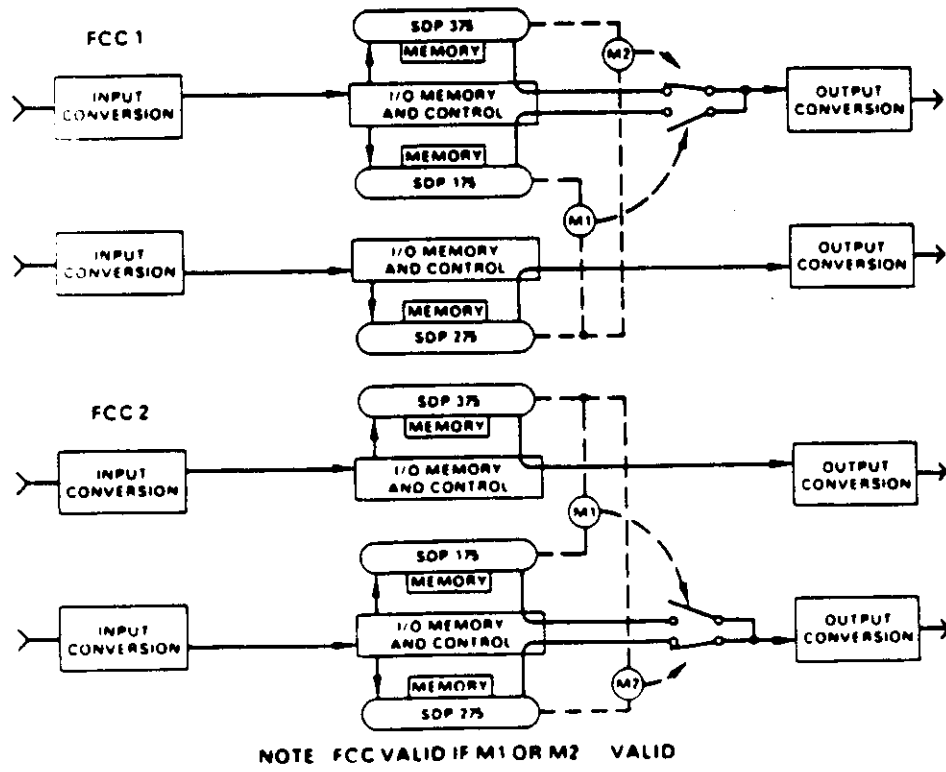 FCC 1
SDP 375
MEMORY
M2
INPUT
CONVERSION
I/O MEMORY
AND CONTROL
OUTPUT
CONVERSION
MEMORY
SDP 175
M1
INPUT
CONVERSION
I/O MEMORY
AND CONTROL
OUTPUT
CONVERSION
MEMORY
SDP 275
FCC 2
SDP 375
MEMORY
INPUT
CONVERSION
I/O MEMORY
AND CONTROL
OUTPUT
CONVERSION
M1
SDP 175
MEMORY
INPUT
CONVERSION
I/O MEMORY
AND CONTROL
OUTPUT
CONVERSION
MEMORY
M2
SDP 275
NOTE FCC VALID IF M1 OR M2 VALID